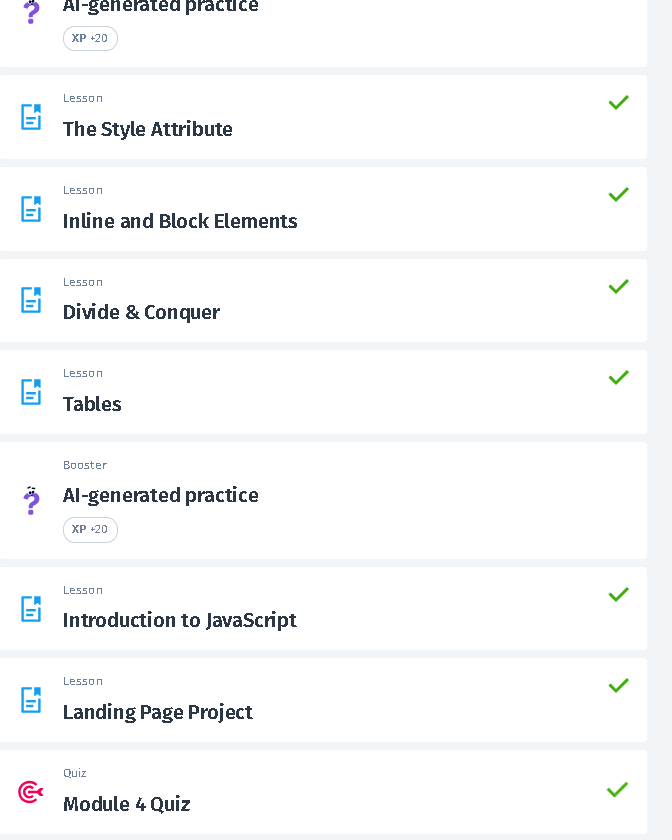 AI-generated practice
XP +20
Lesson
The Style Attribute
Lesson
Inline and Block Elements
Lesson
Divide & Conquer
Lesson
Tables
Booster
AI-generated practice
XP +20
Lesson
Introduction to JavaScript
Lesson
Landing Page Project
Quiz
Module 4 Quiz